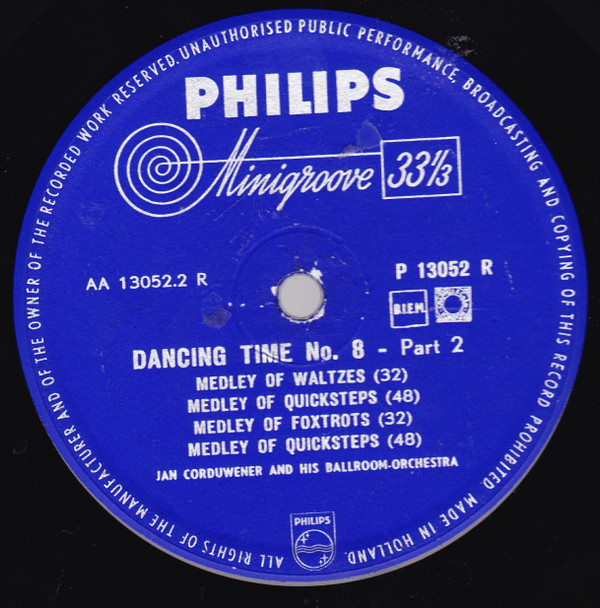 ALL RIGHTS OF THE MANUFACTURER AND OF THE OWNER OF THE RECORDED WORK RESERVED. UNAUTHORISED PUBLIC PERFORMANCE, BROADCASTING AND COPYING OF THIS RECORD PROHIBITED. MADE IN HOLLAND.
PHILIPS
Minigroove 33 1/3
AA 13052.2 R
P 13052 R
B.I.E.M.
DANCING TIME No. 8 - Part 2
MEDLEY OF WALTZES (32)
MEDLEY OF QUICKSTEPS (48)
MEDLEY OF FOXTROTS (32)
MEDLEY OF QUICKSTEPS (48)
JAN CORDUWENER AND HIS BALLROOM-ORCHESTRA
PHILIPS